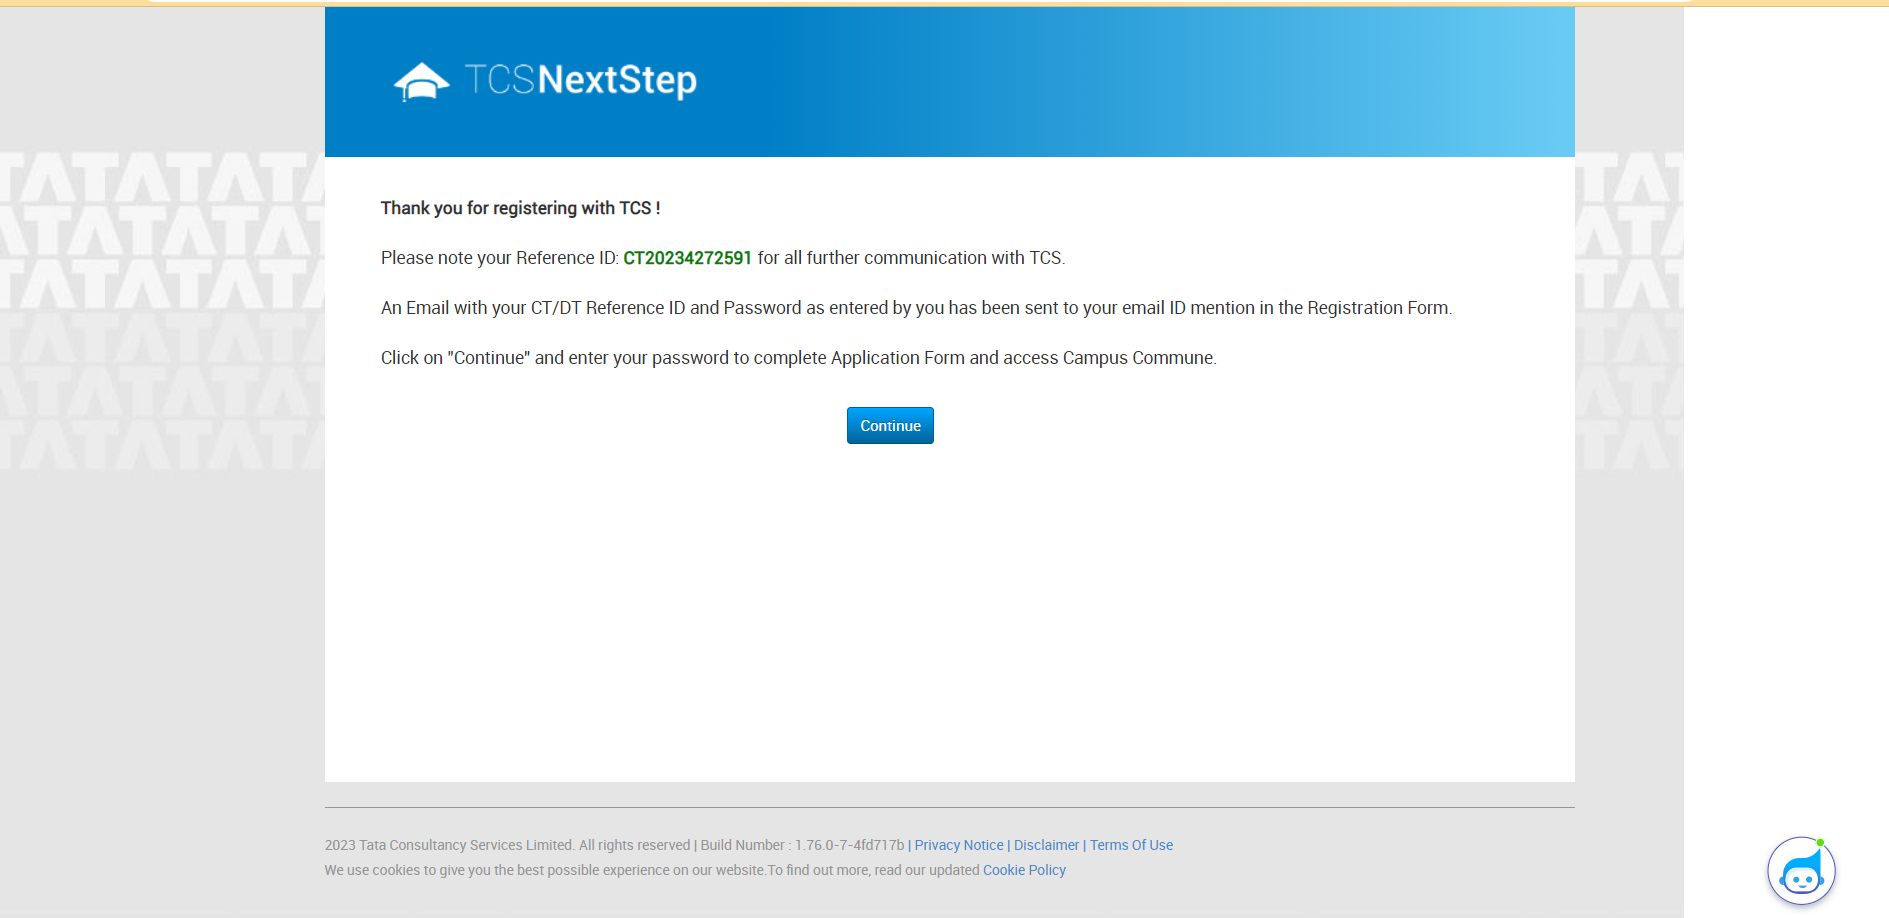 TCSNextStep
Thank you for registering with TCS !
Please note your Reference ID: CT20234272591 for all further communication with TCS.
An Email with your CT/DT Reference ID and Password as entered by you has been sent to your email ID mention in the Registration Form.
Click on "Continue" and enter your password to complete Application Form and access Campus Commune.
Continue
2023 Tata Consultancy Services Limited. All rights reserved | Build Number : 1.76.0-7-4fd717b | Privacy Notice | Disclaimer | Terms Of Use
We use cookies to give you the best possible experience on our website.To find out more, read our updated Cookie Policy